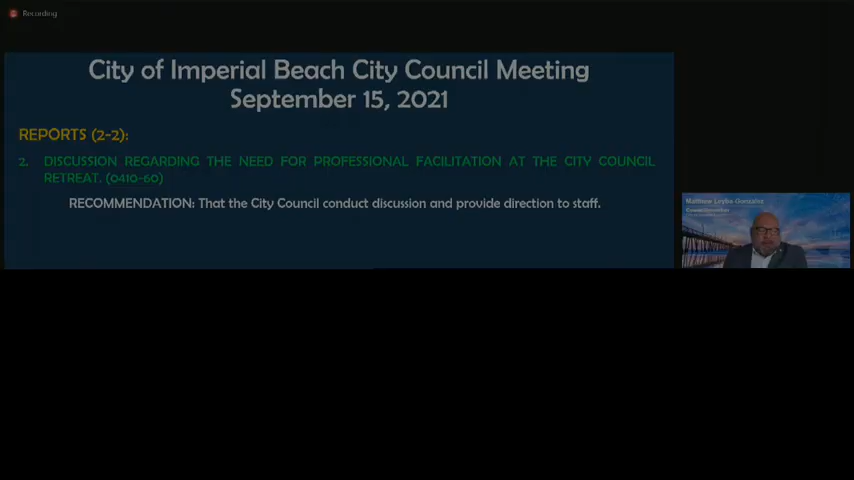 Recording
City of Imperial Beach City Council Meeting
September 15, 2021
REPORTS (2-2):
2. DISCUSSION REGARDING THE NEED FOR PROFESSIONAL FACILITATION AT THE CITY COUNCIL
RETREAT. (0410-60)
RECOMMENDATION: That the City Council conduct discussion and provide direction to staff.
Matthew Leyba Gonzalez
Councilmember